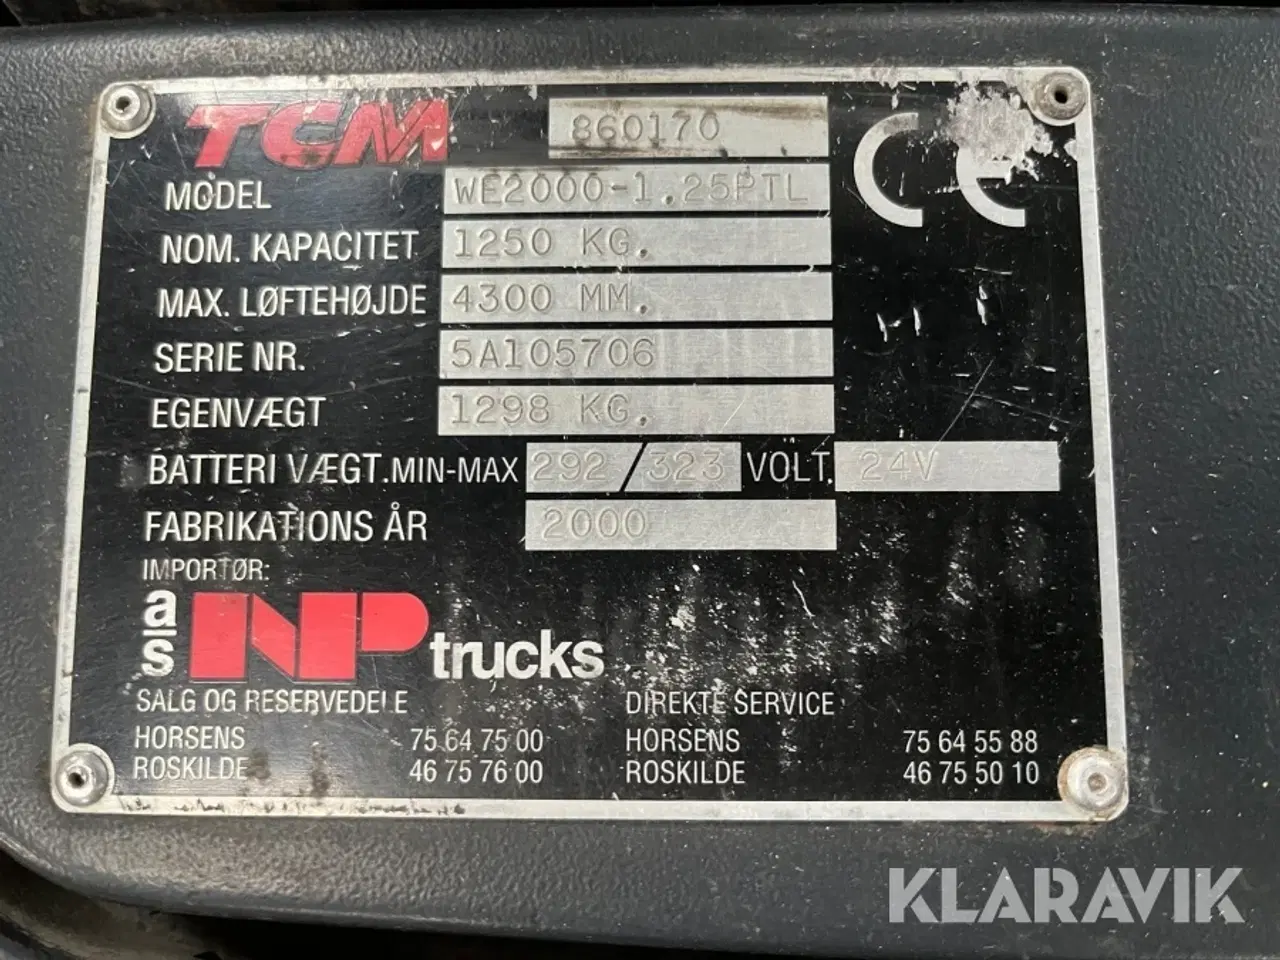 TCM 860170
CE
MODEL WE2000-1,25PTL
NOM. KAPACITET 1250 KG.
MAX. LØFTEHØJDE 4300 MM.
SERIE NR. 5A105706
EGENVÆGT 1298 KG.
BATTERI VÆGT. MIN-MAX 292 / 323 VOLT. 24V
FABRIKATIONS ÅR 2000
IMPORTØR:
a/s NP trucks
SALG OG RESERVEDELE DIREKTE SERVICE
HORSENS 75 64 75 00 HORSENS 75 64 55 88
ROSKILDE 46 75 76 00 ROSKILDE 46 75 50 10
KLARAVIK